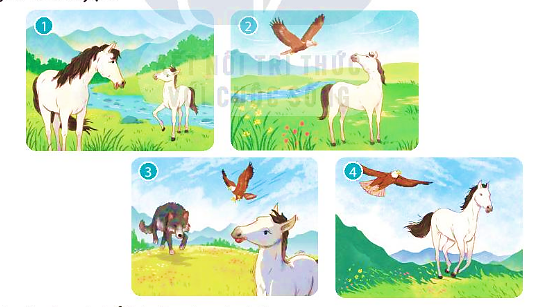 1
2
NỐI TRI THỨC
VỚI CUỘC SỐNG
3
4